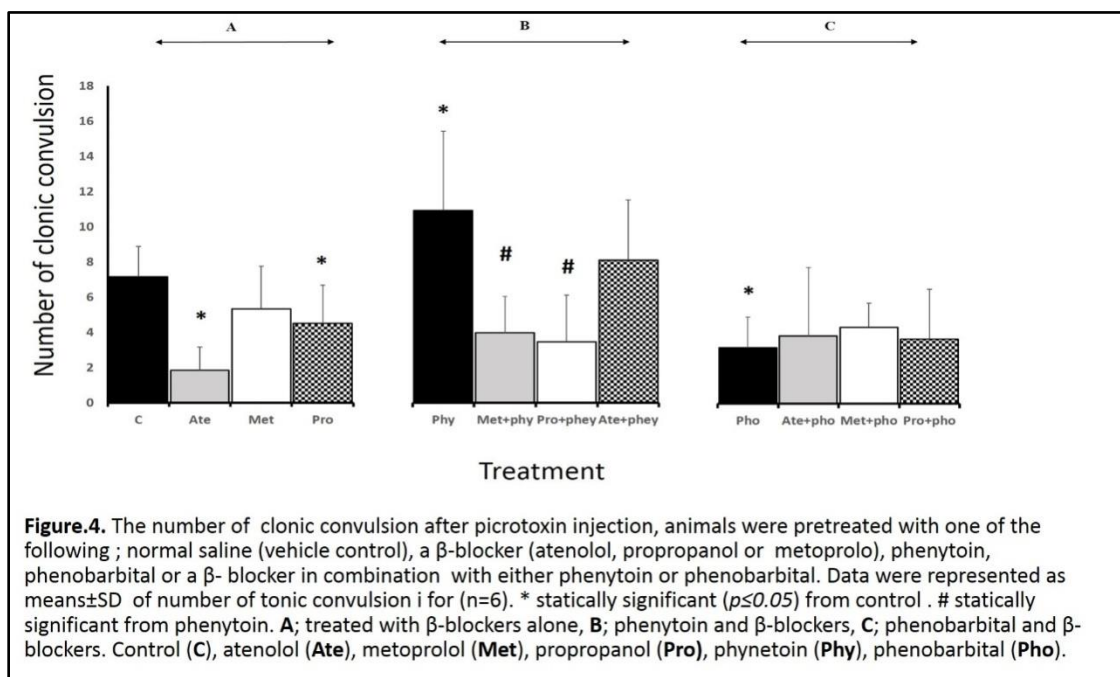 A B C
Number of clonic convulsion
18
16
14
12
10
8
6
4
2
0
* * * # # *
C Ate Met Pro Phy Met+phy Pro+phey Ate+phey Pho Ate+pho Met+pho Pro+pho
Treatment
Figure.4. The number of clonic convulsion after picrotoxin injection, animals were pretreated with one of the
following ; normal saline (vehicle control), a β-blocker (atenolol, propropanol or metoprolo), phenytoin,
phenobarbital or a β- blocker in combination with either phenytoin or phenobarbital. Data were represented as
means±SD of number of tonic convulsion i for (n=6). * statically significant (p≤0.05) from control . # statically
significant from phenytoin. A; treated with β-blockers alone, B; phenytoin and β-blockers, C; phenobarbital and β-
blockers. Control (C), atenolol (Ate), metoprolol (Met), propropanol (Pro), phynetoin (Phy), phenobarbital (Pho).